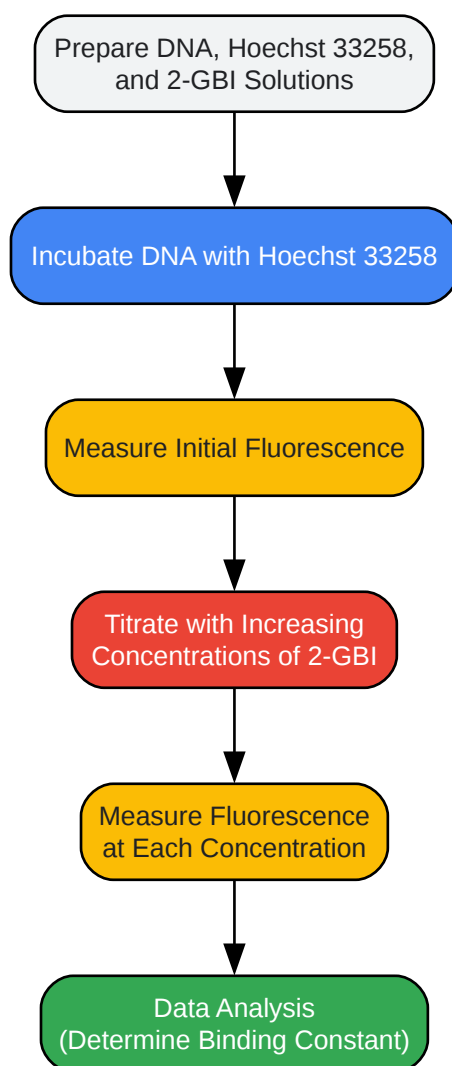 Prepare DNA, Hoechst 33258,
and 2-GBI Solutions
Incubate DNA with Hoechst 33258
Measure Initial Fluorescence
Titrate with Increasing
Concentrations of 2-GBI
Measure Fluorescence
at Each Concentration
Data Analysis
(Determine Binding Constant)